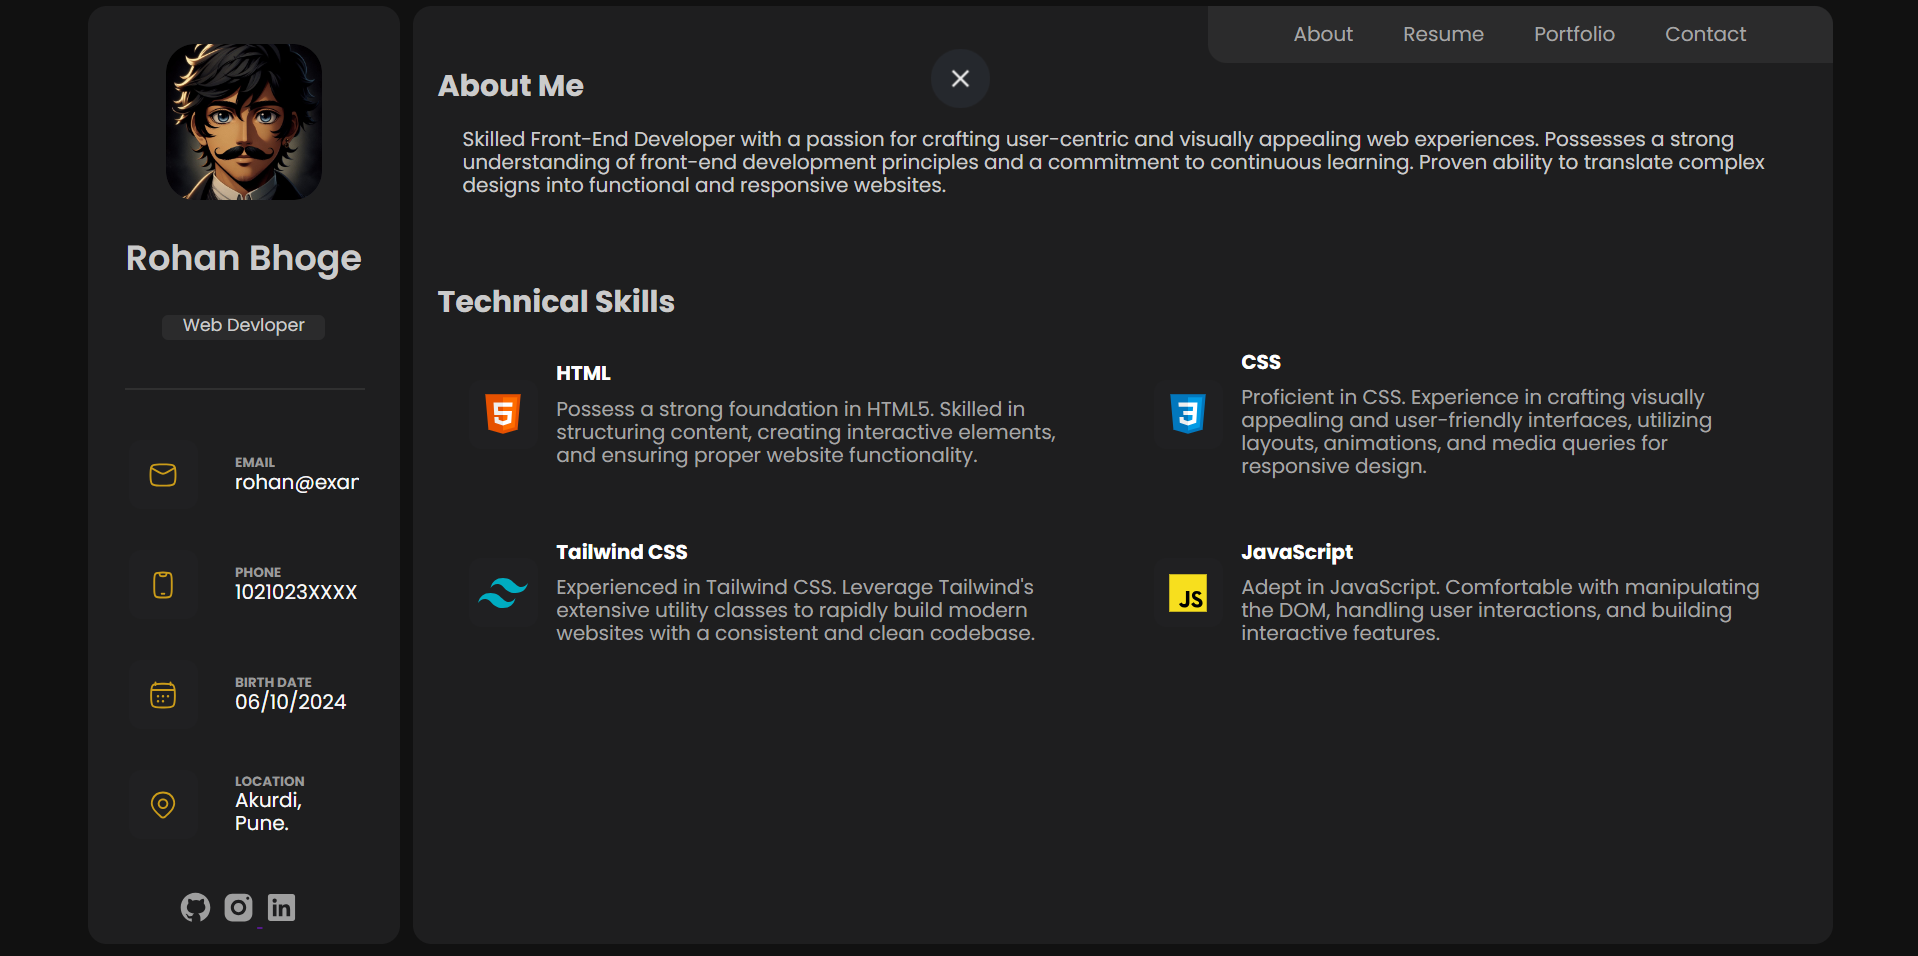 Rohan Bhoge
Web Devloper
EMAIL
rohan@exar
PHONE
1021023XXXX
BIRTH DATE
06/10/2024
LOCATION
Akurdi,
Pune.
in
About Resume Portfolio Contact
About Me
Skilled Front-End Developer with a passion for crafting user-centric and visually appealing web experiences. Possesses a strong
understanding of front-end development principles and a commitment to continuous learning. Proven ability to translate complex
designs into functional and responsive websites.
Technical Skills
5
HTML
Possess a strong foundation in HTML5. Skilled in
structuring content, creating interactive elements,
and ensuring proper website functionality.
3
CSS
Proficient in CSS. Experience in crafting visually
appealing and user-friendly interfaces, utilizing
layouts, animations, and media queries for
responsive design.
Tailwind CSS
Experienced in Tailwind CSS. Leverage Tailwind's
extensive utility classes to rapidly build modern
websites with a consistent and clean codebase.
JS
JavaScript
Adept in JavaScript. Comfortable with manipulating
the DOM, handling user interactions, and building
interactive features.